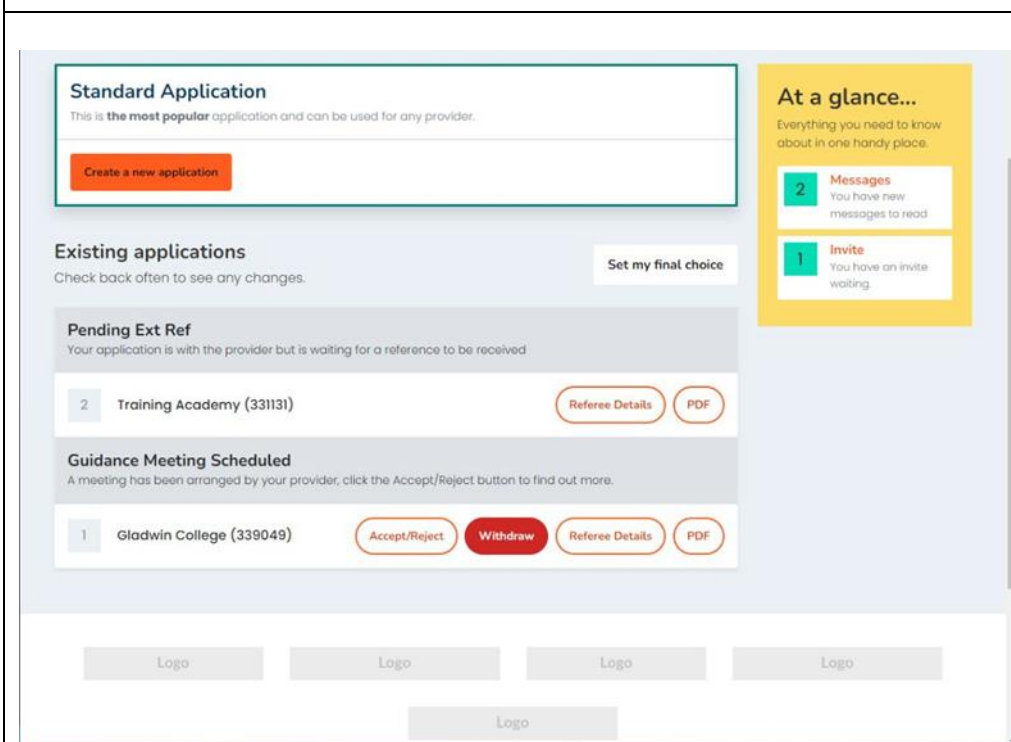 Standard Application
This is the most popular application and can be used for any provider.
Create a new application
Existing applications
Check back often to see any changes.
Set my final choice
Pending Ext Ref
Your application is with the provider but is waiting for a reference to be received
2 Training Academy (331131) Referee Details PDF
Guidance Meeting Scheduled
A meeting has been arranged by your provider, click the Accept/Reject button to find out more.
1 Gladwin College (339049) Accept/Reject Withdraw Referee Details PDF
At a glance...
Everything you need to know
about in one handy place.
2 Messages
You have new
messages to read
1 Invite
You have an invite
waiting.
Logo Logo Logo Logo
Logo